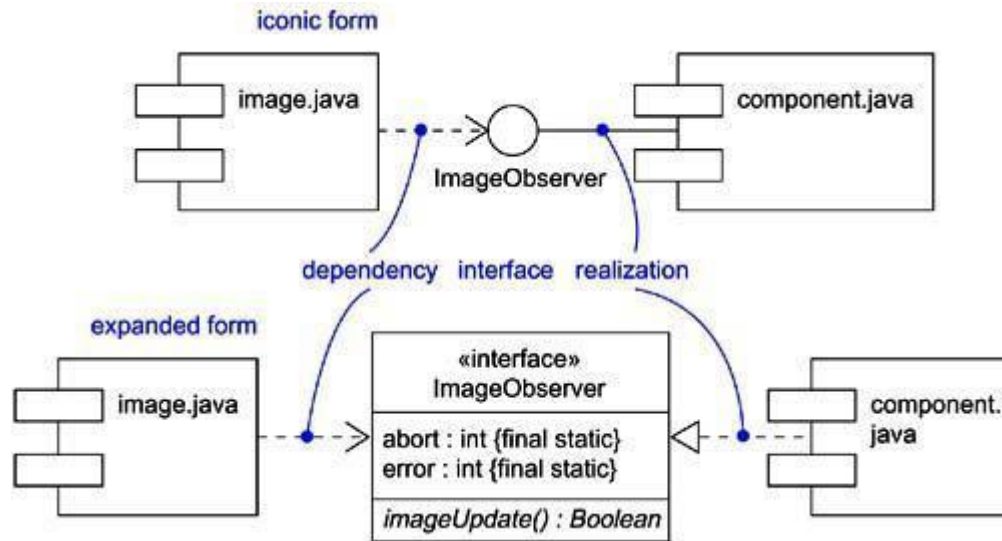 iconic form
image.java
component.java
ImageObserver
dependency interface realization
expanded form
«interface»
ImageObserver
image.java
component.
java
abort : int {final static}
error : int {final static}
imageUpdate() : Boolean